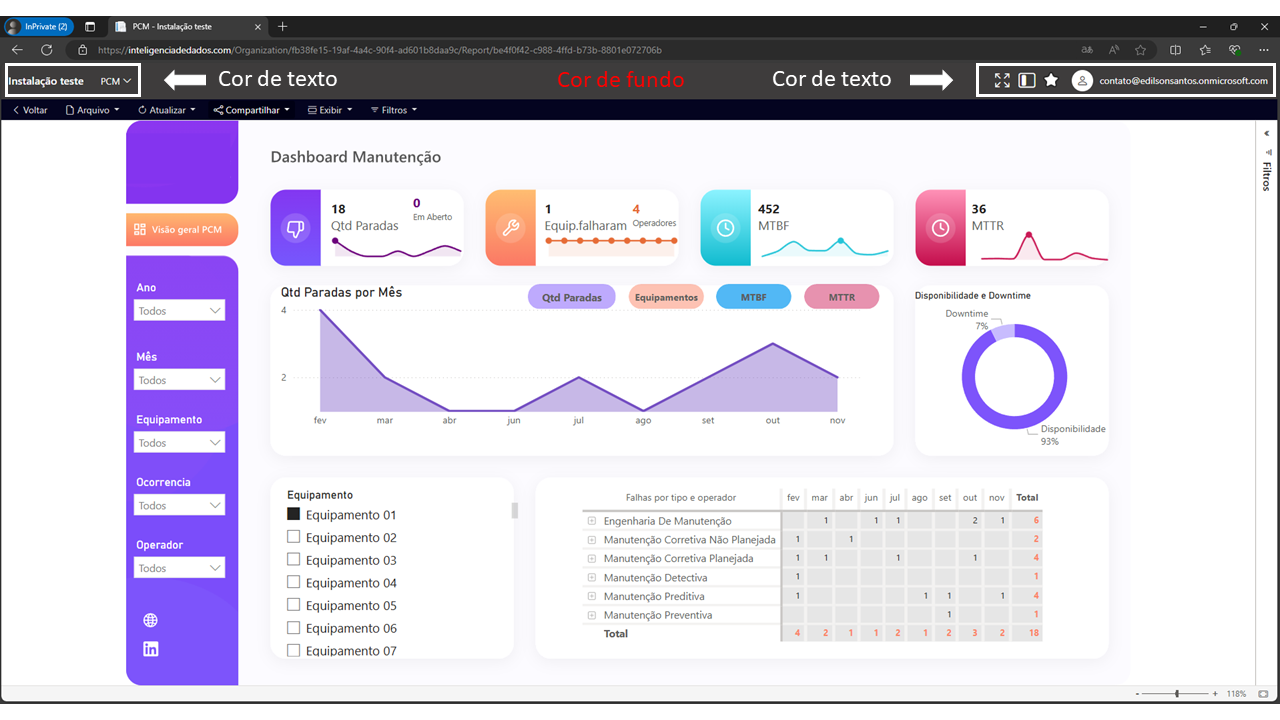 InPrivate (2)
PCM - Instalação teste
https://inteligenciadedados.com/Organization/fb38fe15-19af-4a4c-90f4-ad601b8daa9c/Report/be4f0f42-c988-4ffd-b73b-8801e072706b
Instalação teste PCM
Cor de texto
Cor de fundo
Cor de texto
contato@edilsonsantos.onmicrosoft.com
Voltar Arquivo Atualizar Compartilhar Exibir Filtros
Dashboard Manutenção
18
Qtd Paradas
0
Em Aberto
1
Equip.falharam
4
Operadores
452
MTBF
36
MTTR
Visão geral PCM
Ano
Todos
Mês
Todos
Equipamento
Todos
Ocorrencia
Todos
Operador
Todos
Qtd Paradas por Mês
Qtd Paradas Equipamentos MTBF MTTR
4
2
fev mar abr jun jul ago set out nov
Disponibilidade e Downtime
Downtime
7%
Disponibilidade
93%
Equipamento
Equipamento 01
Equipamento 02
Equipamento 03
Equipamento 04
Equipamento 05
Equipamento 06
Equipamento 07
Falhas por tipo e operador fev mar abr jun jul ago set out nov Total
Engenharia De Manutenção 1 1 1 2 1 6
Manutenção Corretiva Não Planejada 1 1 2
Manutenção Corretiva Planejada 1 1 1 1 4
Manutenção Detectiva 1 1
Manutenção Preditiva 1 1 1 1 4
Manutenção Preventiva 1 1
Total 4 2 1 1 2 1 2 3 2 18
Filtros
- + 118%